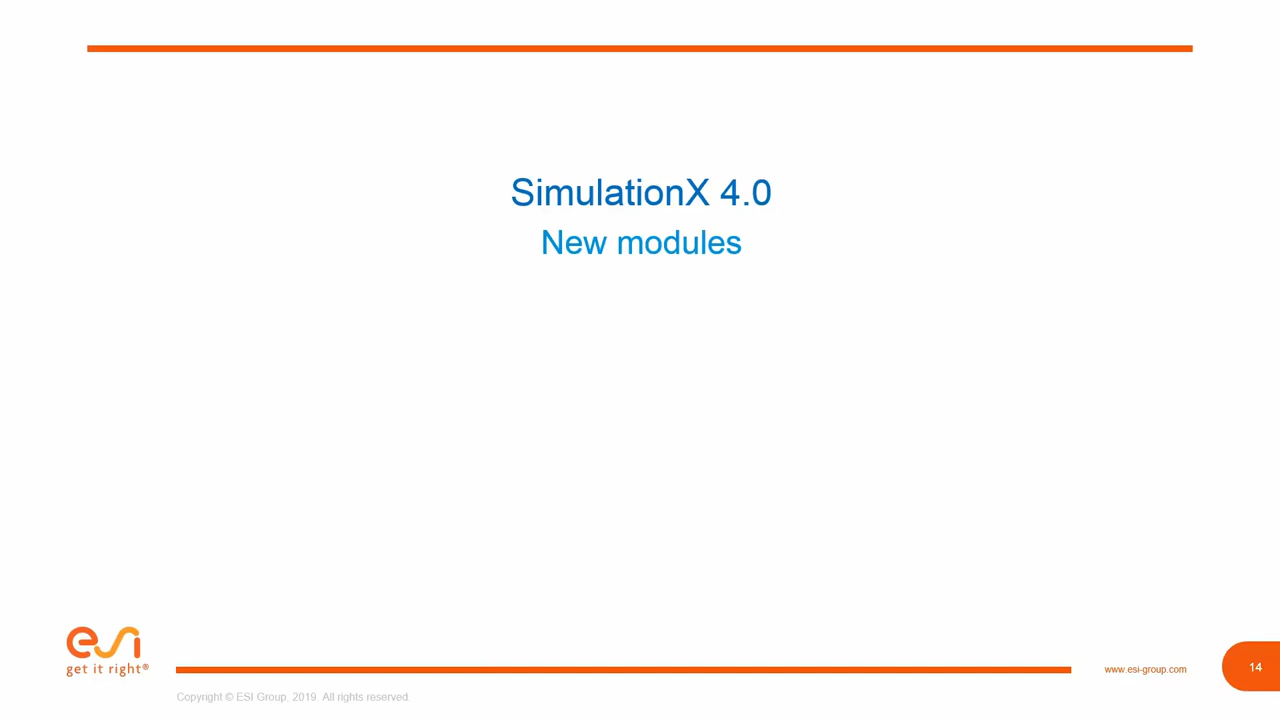 SimulationX 4.0
New modules
esi
get it right®
www.esi-group.com
14
Copyright © ESI Group, 2019. All rights reserved.